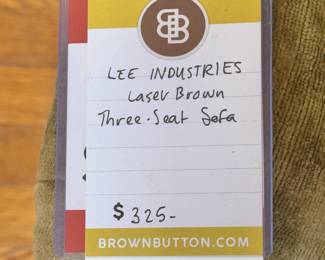 LEE INDUSTRIES
Laser Brown
Three-Seat Sofa
$ 325-
BROWNBUTTON.COM